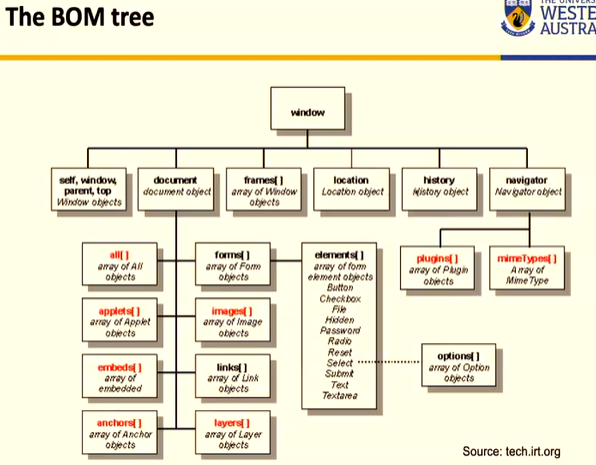 The BOM tree
THE UNIVERS
WESTE
AUSTRA
window
self, window,
parent, top
Window objects
document
document object
frames[ ]
array of Window
objects
location
Location object
history
History object
navigator
Navigator object
all[ ]
array of All
objects
forms[ ]
array of Form
objects
elements[ ]
array of form
element objects
Button
Checkbox
File
Hidden
Password
Radio
Reset
Select
Submit
Text
Textarea
plugins[ ]
array of Plugin
objects
mimeTypes[ ]
Array of
MimeType
applets[ ]
array of Applet
objects
images[ ]
array of Image
objects
embeds[ ]
array of
embedded
links[ ]
array of Link
objects
options[ ]
array of Option
objects
anchors[ ]
array of Anchor
objects
layers[ ]
array of Layer
objects
Source: tech.irt.org